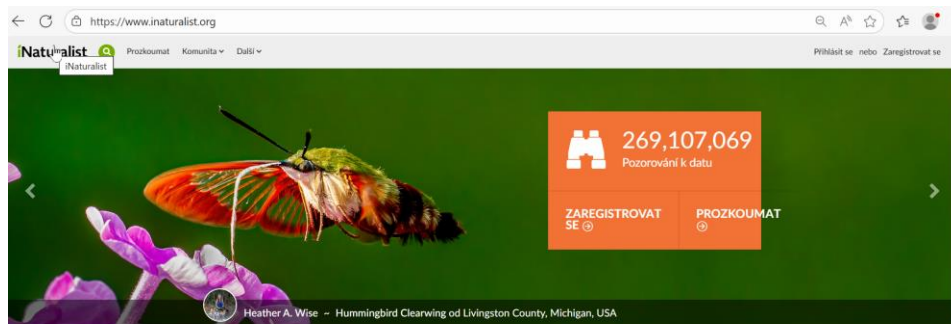 https://www.inaturalist.org
iNaturalist Prozkoumat Komunita Další Přihlásit se nebo Zaregistrovat se
iNaturalist
269,107,069
Pozorování k datu
ZAREGISTROVAT SE
PROZKOUMAT
Heather A. Wise ~ Hummingbird Clearwing od Livingston County, Michigan, USA